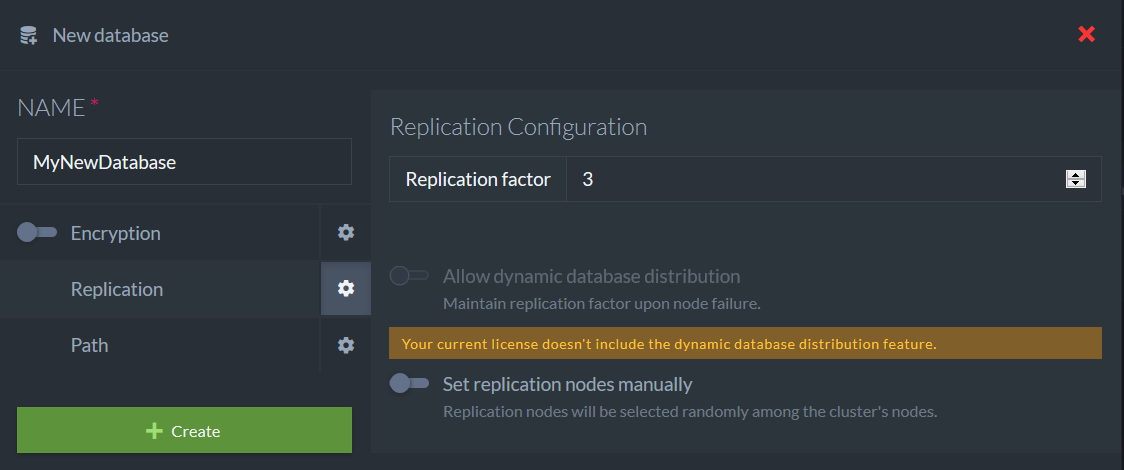 New database
NAME *
MyNewDatabase
Encryption
Replication
Path
Create
Replication Configuration
Replication factor 3
Allow dynamic database distribution
Maintain replication factor upon node failure.
Your current license doesn't include the dynamic database distribution feature.
Set replication nodes manually
Replication nodes will be selected randomly among the cluster's nodes.